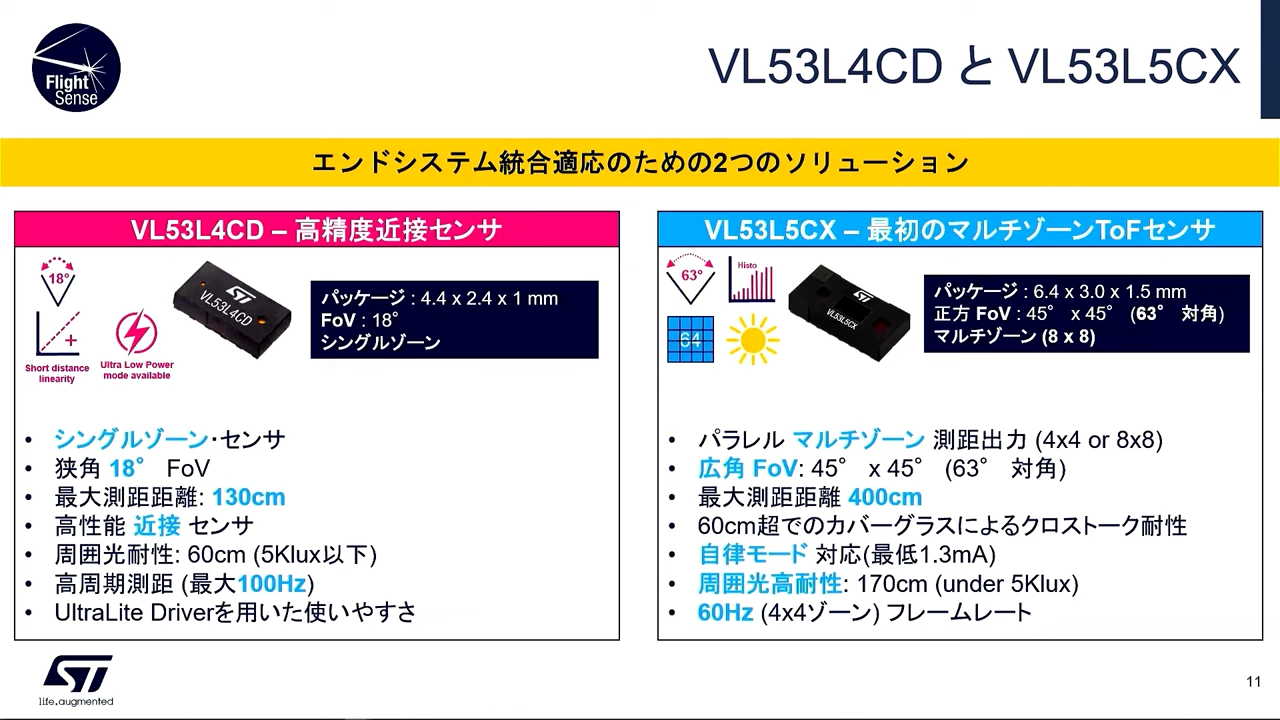 Flight
Sense
VL53L4CD と VL53L5CX
エンドシステム統合適応のための2つのソリューション
VL53L4CD – 高精度近接センサ
18°
Short distance
linearity
Ultra Low Power
mode available
VL53L4CD
パッケージ : 4.4 x 2.4 x 1 mm
FoV : 18°
シングルゾーン
• シングルゾーン・センサ
• 狭角 18° FoV
• 最大測距距離: 130cm
• 高性能 近接 センサ
• 周囲光耐性: 60cm (5Klux以下)
• 高周期測距 (最大100Hz)
• UltraLite Driverを用いた使いやすさ
VL53L5CX – 最初のマルチゾーンToFセンサ
63°
Histo
64
VL53L5CX
パッケージ : 6.4 x 3.0 x 1.5 mm
正方 FoV : 45° x 45° (63° 対角)
マルチゾーン (8 x 8)
• パラレル マルチゾーン 測距出力 (4x4 or 8x8)
• 広角 FoV: 45° x 45° (63° 対角)
• 最大測距距離 400cm
• 60cm超でのカバーグラスによるクロストーク耐性
• 自律モード 対応(最低1.3mA)
• 周囲光高耐性: 170cm (under 5Klux)
• 60Hz (4x4ゾーン) フレームレート
ST
life.augmented
11